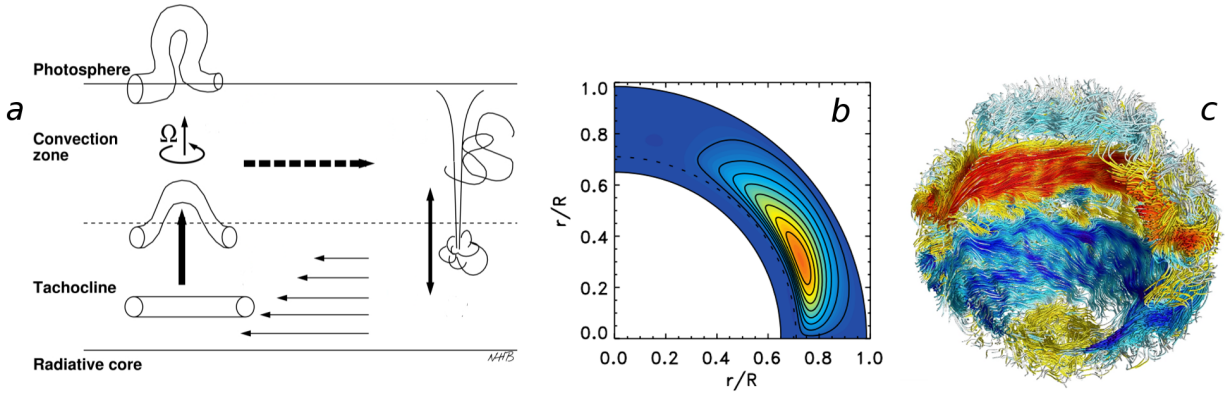 a
Photosphere
Convection
zone
Ω
Tachocline
Radiative core
NHB
b
1.0
0.8
0.6
0.4
0.2
0.0
r/R
0.0 0.2 0.4 0.6 0.8 1.0
r/R
c